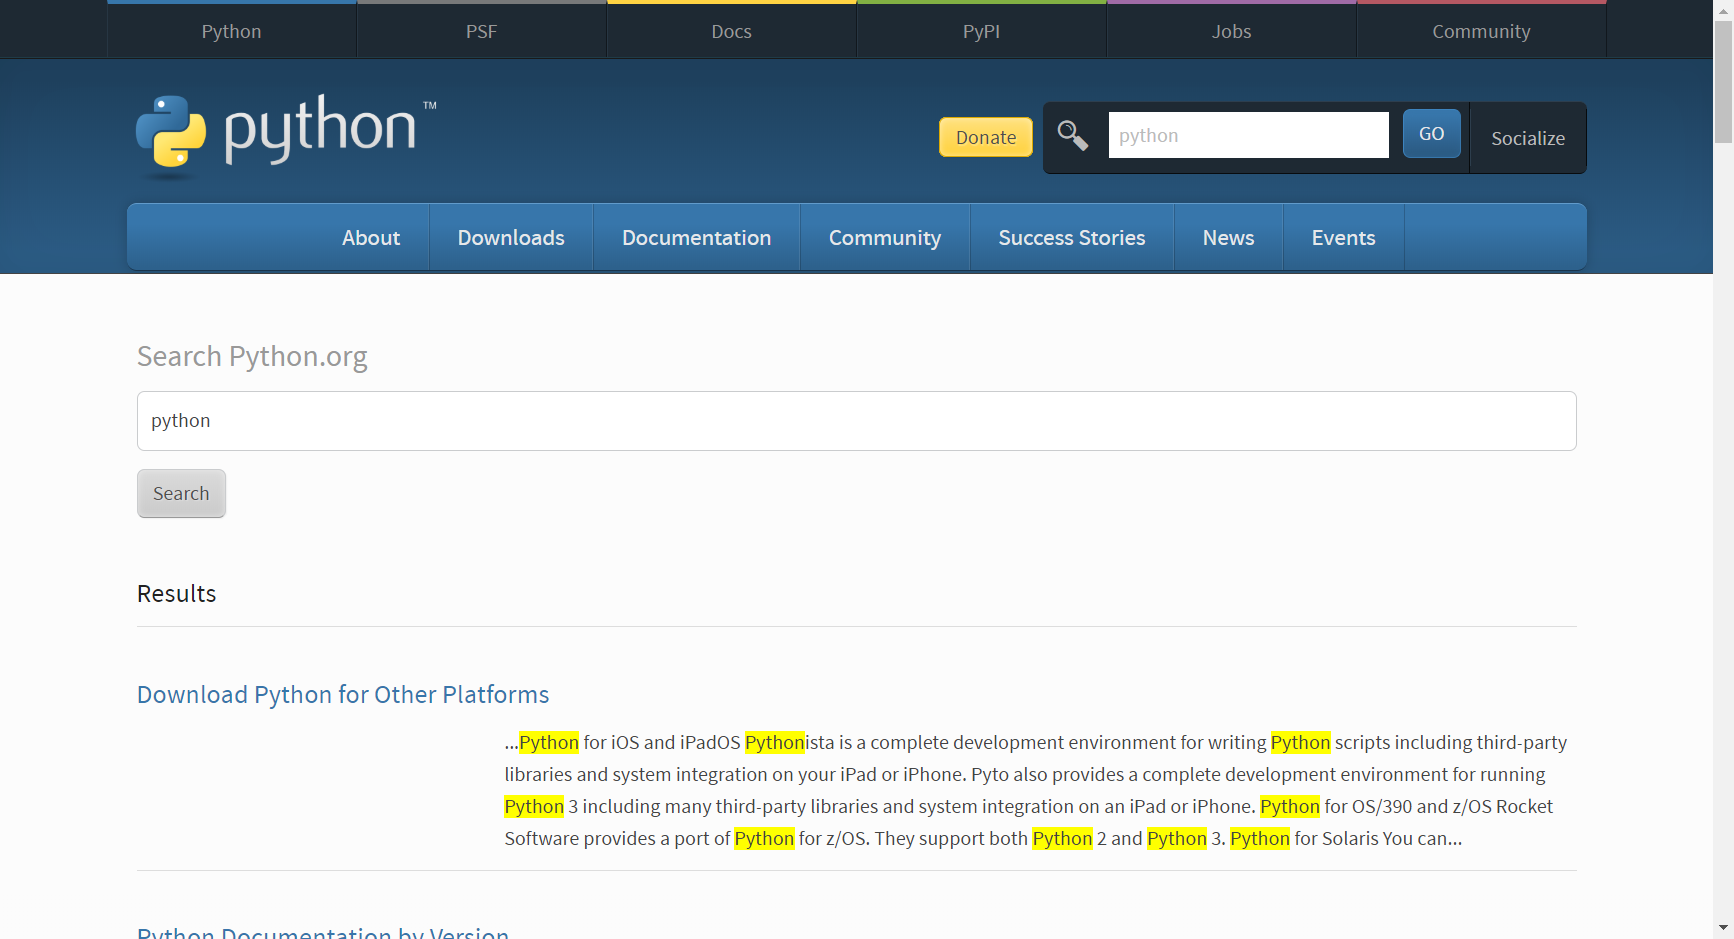 Python PSF Docs PyPI Jobs Community
python™
Donate python GO Socialize
About Downloads Documentation Community Success Stories News Events
Search Python.org
python
Search
Results
Download Python for Other Platforms
...Python for iOS and iPadOS Pythonista is a complete development environment for writing Python scripts including third-party
libraries and system integration on your iPad or iPhone. Pyto also provides a complete development environment for running
Python 3 including many third-party libraries and system integration on an iPad or iPhone. Python for OS/390 and z/OS Rocket
Software provides a port of Python for z/OS. They support both Python 2 and Python 3. Python for Solaris You can...
Python Documentation by Version